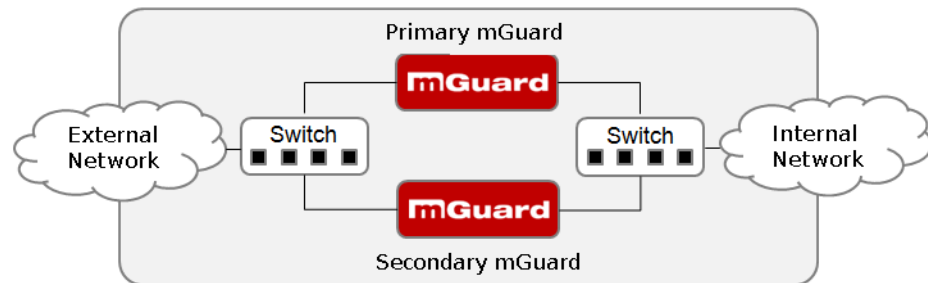 Primary mGuard
mGuard
External
Network
Switch
Switch
Internal
Network
mGuard
Secondary mGuard